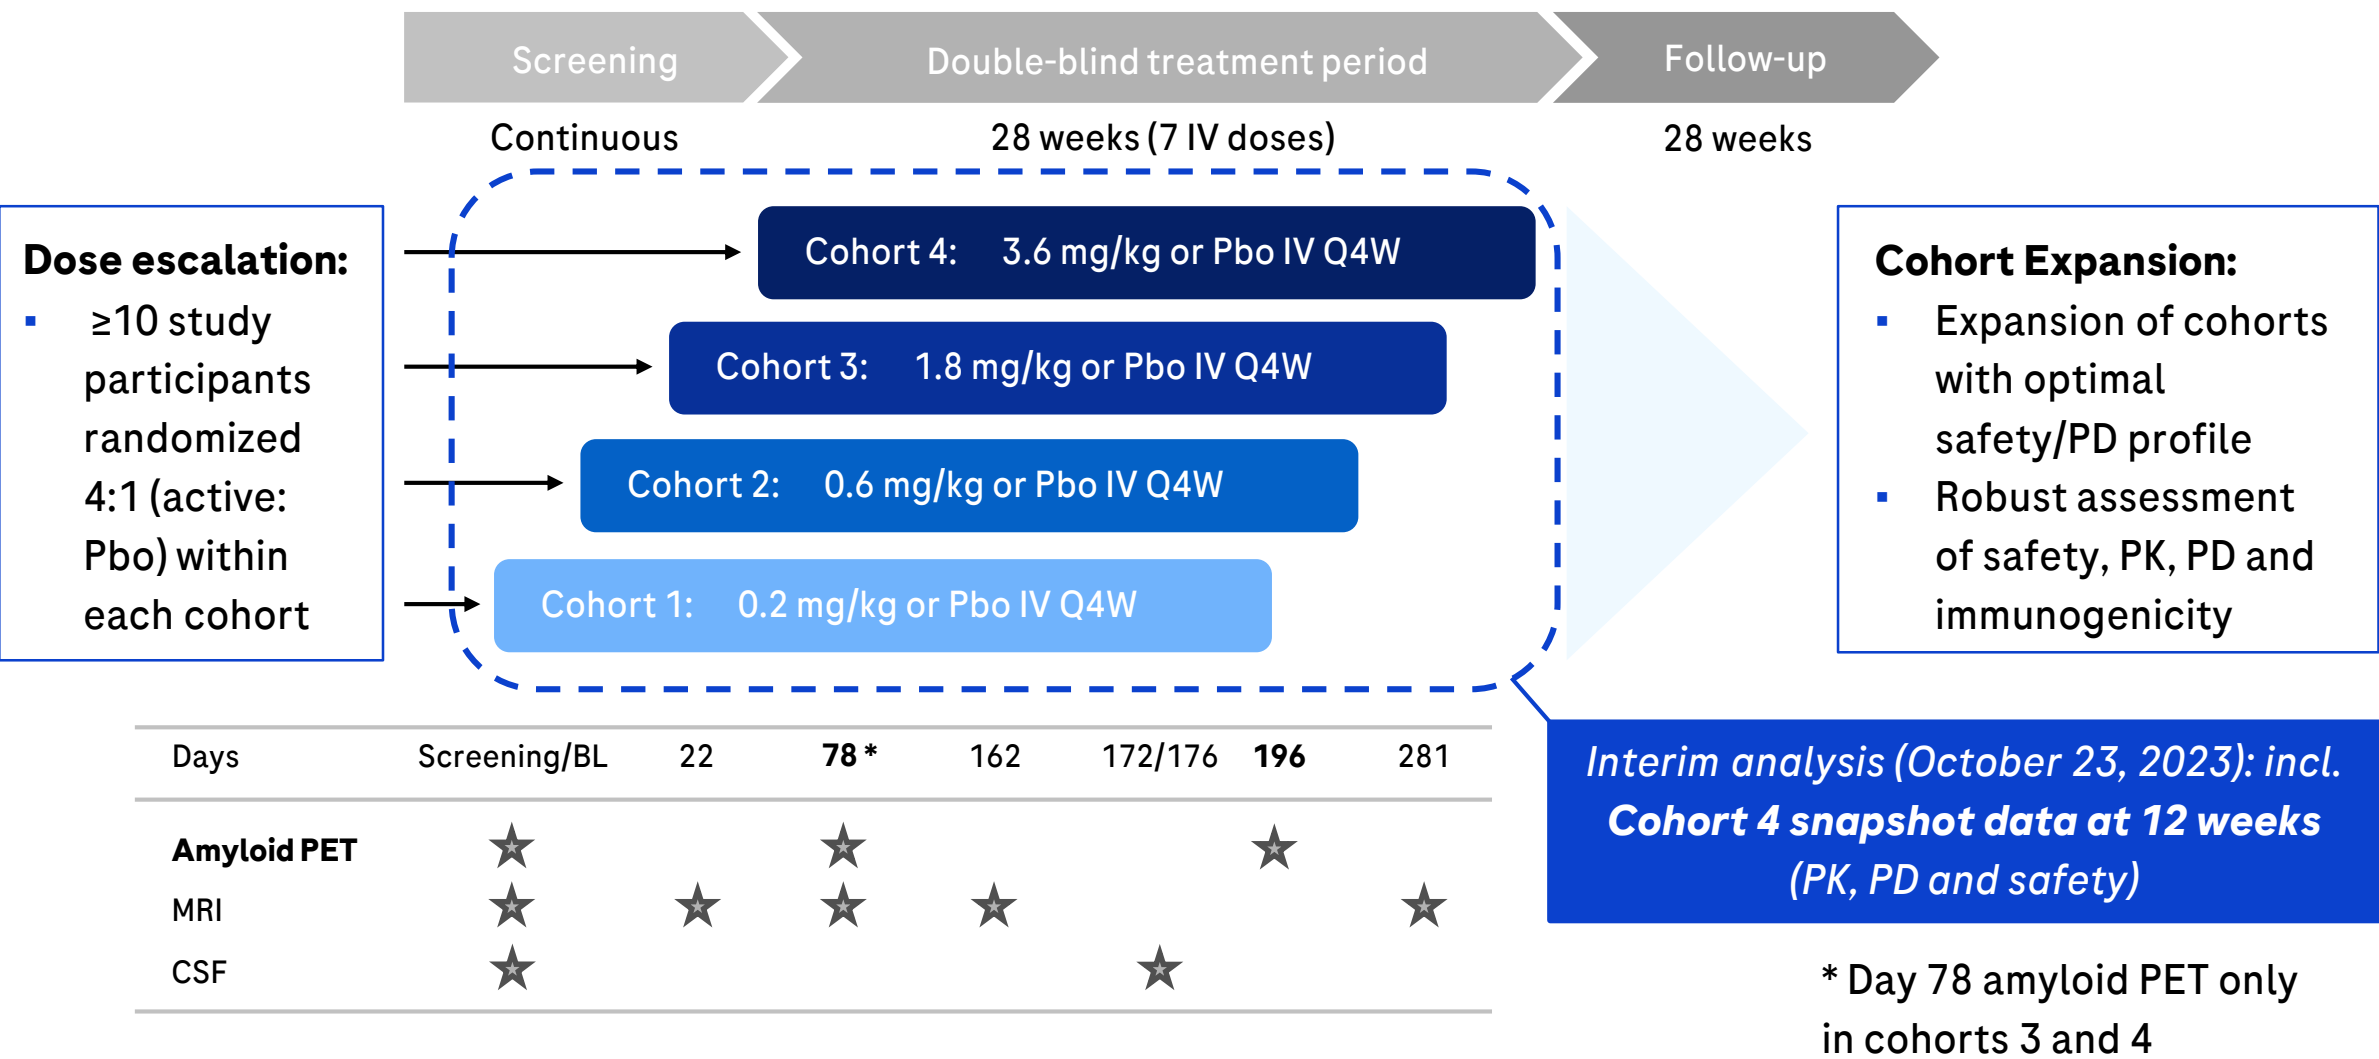 Screening
Double-blind treatment period
Follow-up
Continuous
28 weeks (7 IV doses)
28 weeks
Dose escalation:
▪ ≥10 study
participants
randomized
4:1 (active:
Pbo) within
each cohort
Cohort 4: 3.6 mg/kg or Pbo IV Q4W
Cohort 3: 1.8 mg/kg or Pbo IV Q4W
Cohort 2: 0.6 mg/kg or Pbo IV Q4W
Cohort 1: 0.2 mg/kg or Pbo IV Q4W
Cohort Expansion:
▪ Expansion of cohorts
with optimal
safety/PD profile
▪ Robust assessment
of safety, PK, PD and
immunogenicity
Days Screening/BL 22 78 * 162 172/176 196 281
Amyloid PET
MRI
CSF
Interim analysis (October 23, 2023): incl.
Cohort 4 snapshot data at 12 weeks
(PK, PD and safety)
* Day 78 amyloid PET only
in cohorts 3 and 4